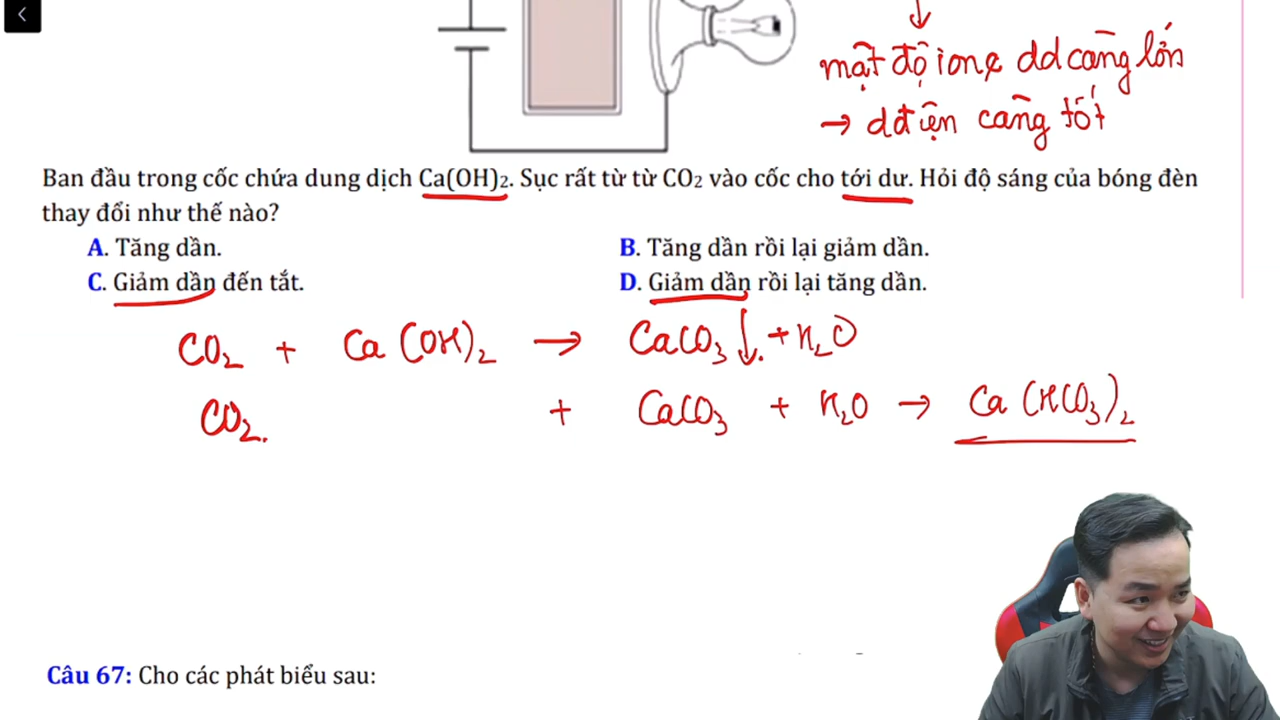 mật độ ion ∈ dd càng lớn
→ dđiện càng tốt
Ban đầu trong cốc chứa dung dịch Ca(OH)₂. Sục rất từ từ CO₂ vào cốc cho tới dư. Hỏi độ sáng của bóng đèn
thay đổi như thế nào?
A. Tăng dần.
B. Tăng dần rồi lại giảm dần.
C. Giảm dần đến tắt.
D. Giảm dần rồi lại tăng dần.
CO₂ + Ca(OH)₂ → CaCO₃↓ + H₂O
CO₂ + CaCO₃ + H₂O → Ca(HCO₃)₂
Câu 67: Cho các phát biểu sau: